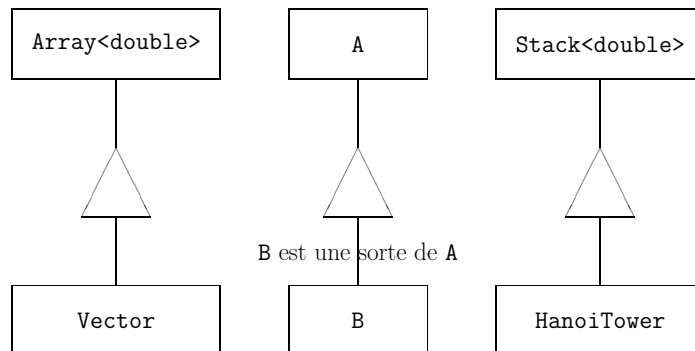 Array<double>
A
Stack<double>
B est une sorte de A
Vector
B
HanoiTower